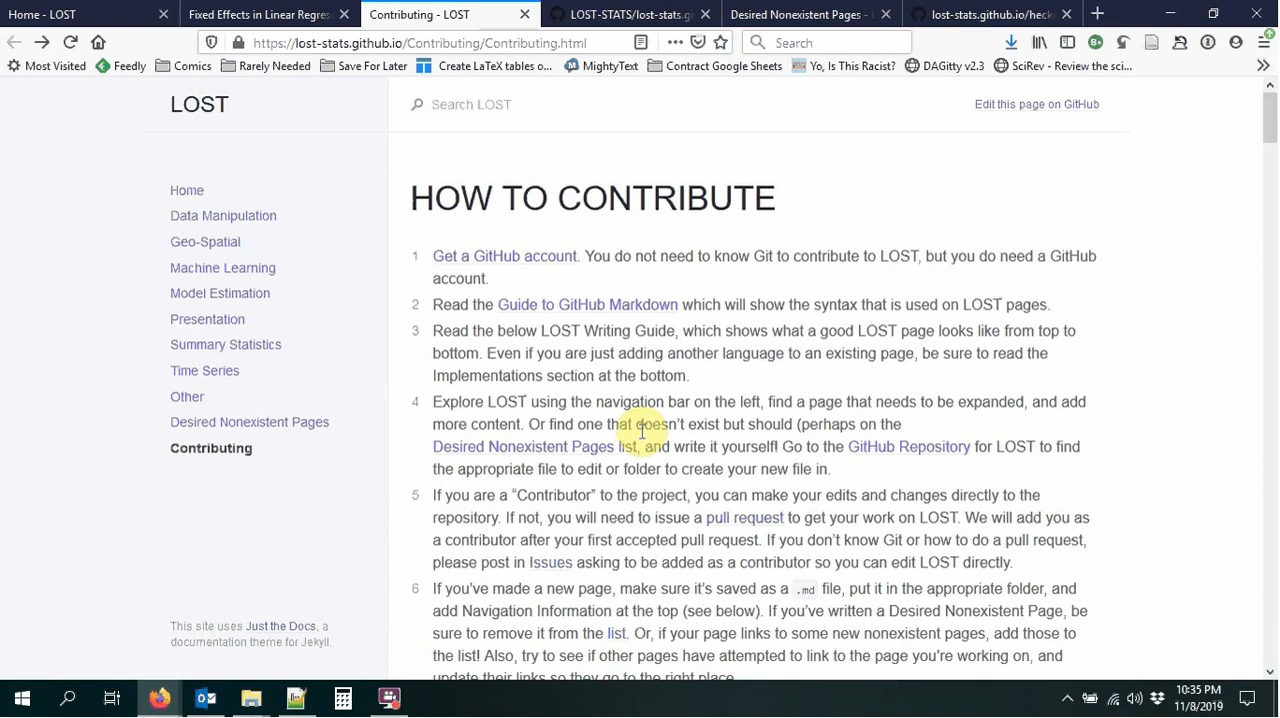 Home - LOST
Fixed Effects in Linear Regres
Contributing - LOST
LOST-STATS/lost-stats.gi
Desired Nonexistent Pages - L
lost-stats.github.io/heck
https://lost-stats.github.io/Contributing/Contributing.html
Search
Most Visited
Feedly
Comics
Rarely Needed
Save For Later
Create LaTeX tables o...
MightyText
Contract Google Sheets
Yo, Is This Racist?
DAGitty v2.3
SciRev - Review the sci...
LOST
Search LOST
Edit this page on GitHub
Home
Data Manipulation
Geo-Spatial
Machine Learning
Model Estimation
Presentation
Summary Statistics
Time Series
Other
Desired Nonexistent Pages
Contributing
This site uses Just the Docs, a
documentation theme for Jekyll.
HOW TO CONTRIBUTE
1 Get a GitHub account. You do not need to know Git to contribute to LOST, but you do need a GitHub
account.
2 Read the Guide to GitHub Markdown which will show the syntax that is used on LOST pages.
3 Read the below LOST Writing Guide, which shows what a good LOST page looks like from top to
bottom. Even if you are just adding another language to an existing page, be sure to read the
Implementations section at the bottom.
4 Explore LOST using the navigation bar on the left, find a page that needs to be expanded, and add
more content. Or find one that doesn't exist but should (perhaps on the
Desired Nonexistent Pages list, and write it yourself! Go to the GitHub Repository for LOST to find
the appropriate file to edit or folder to create your new file in.
5 If you are a “Contributor” to the project, you can make your edits and changes directly to the
repository. If not, you will need to issue a pull request to get your work on LOST. We will add you as
a contributor after your first accepted pull request. If you don't know Git or how to do a pull request,
please post in Issues asking to be added as a contributor so you can edit LOST directly.
6 If you've made a new page, make sure it's saved as a .md file, put it in the appropriate folder, and
add Navigation Information at the top (see below). If you've written a Desired Nonexistent Page, be
sure to remove it from the list. Or, if your page links to some new nonexistent pages, add those to
the list! Also, try to see if other pages have attempted to link to the page you're working on, and
update their links so they go to the right place.
10:35 PM
11/8/2019